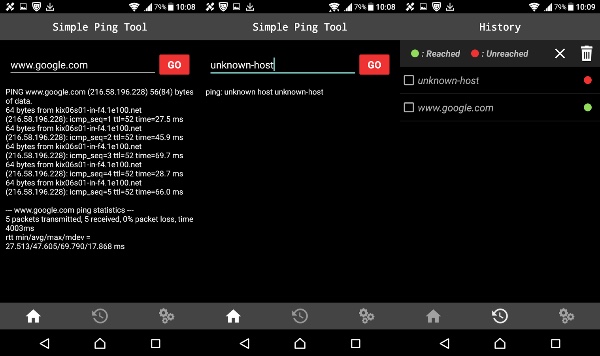 79% 10:08
Simple Ping Tool
www.google.com
GO
PING www.google.com (216.58.196.228) 56(84) bytes
of data.
64 bytes from kix06s01-in-f4.1e100.net
(216.58.196.228): icmp_seq=1 ttl=52 time=27.5 ms
64 bytes from kix06s01-in-f4.1e100.net
(216.58.196.228): icmp_seq=2 ttl=52 time=45.9 ms
64 bytes from kix06s01-in-f4.1e100.net
(216.58.196.228): icmp_seq=3 ttl=52 time=69.7 ms
64 bytes from kix06s01-in-f4.1e100.net
(216.58.196.228): icmp_seq=4 ttl=52 time=28.7 ms
64 bytes from kix06s01-in-f4.1e100.net
(216.58.196.228): icmp_seq=5 ttl=52 time=66.0 ms
--- www.google.com ping statistics ---
5 packets transmitted, 5 received, 0% packet loss, time
4003ms
rtt min/avg/max/mdev =
27.513/47.605/69.790/17.868 ms
79% 10:08
Simple Ping Tool
unknown-host
GO
ping: unknown host unknown-host
79% 10:09
History
: Reached
: Unreached
unknown-host
www.google.com